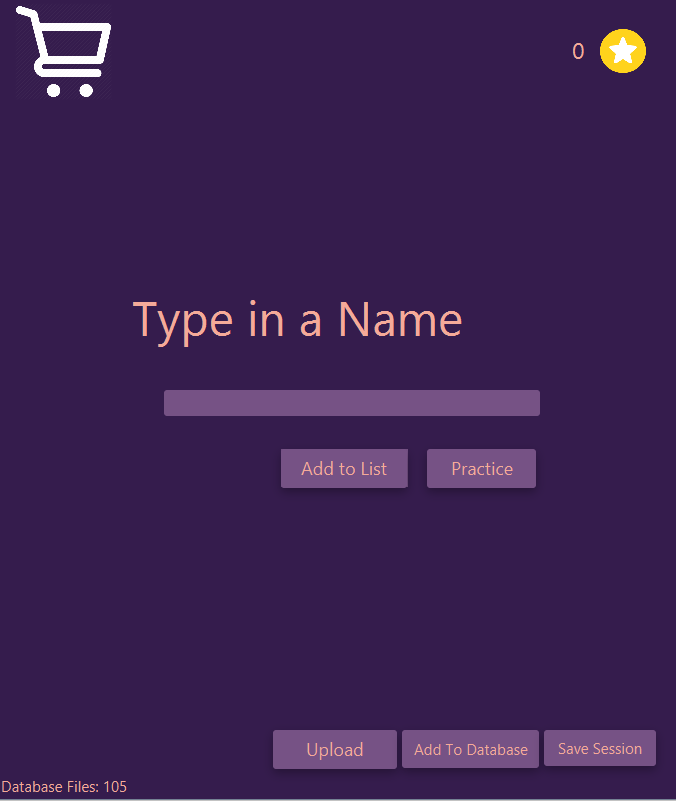 0
Type in a Name
Add to List
Practice
Upload
Add To Database
Save Session
Database Files: 105